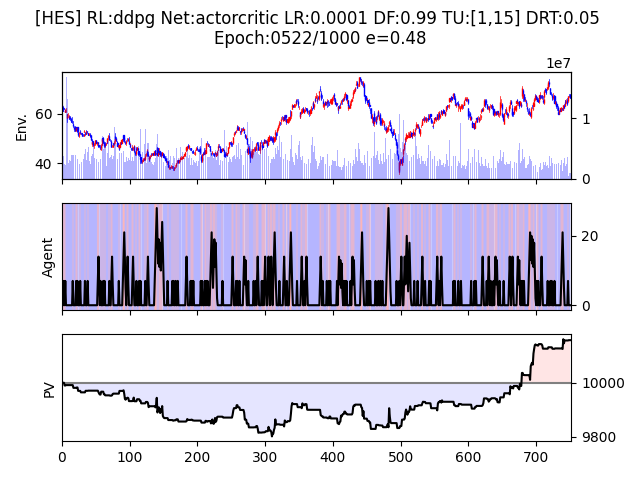 [HES] RL:ddpg Net:actorcritic LR:0.0001 DF:0.99 TU:[1,15] DRT:0.05
Epoch:0522/1000 e=0.48
1e7
Env.
60
40
1
0
Agent
20
0
PV
10000
9800
0 100 200 300 400 500 600 700